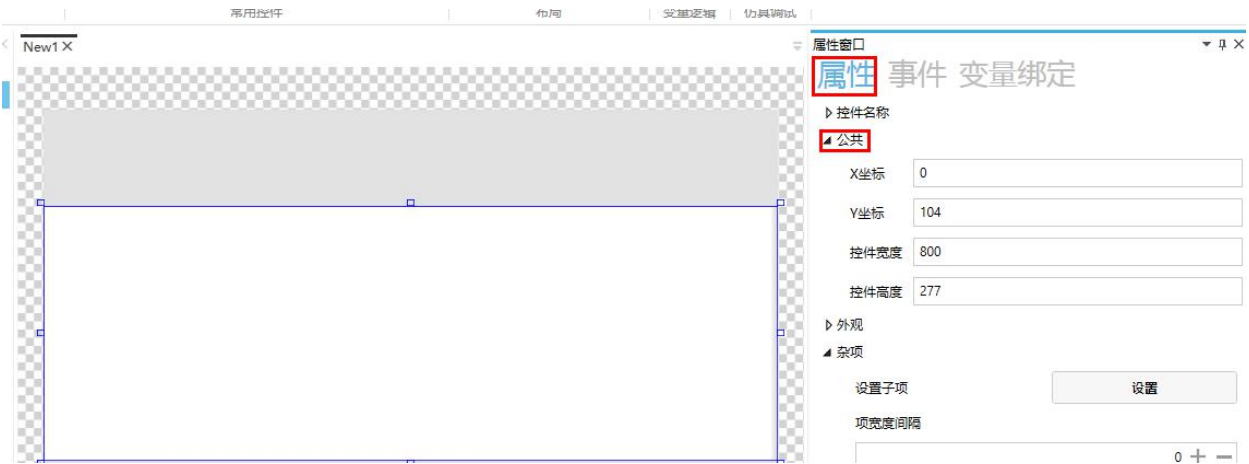 常用控件 布局 变量逻辑 仿真调试
New1
属性窗口
属性 事件 变量绑定
控件名称
公共
X坐标 0
Y坐标 104
控件宽度 800
控件高度 277
外观
杂项
设置子项 设置
项宽度间隔
0